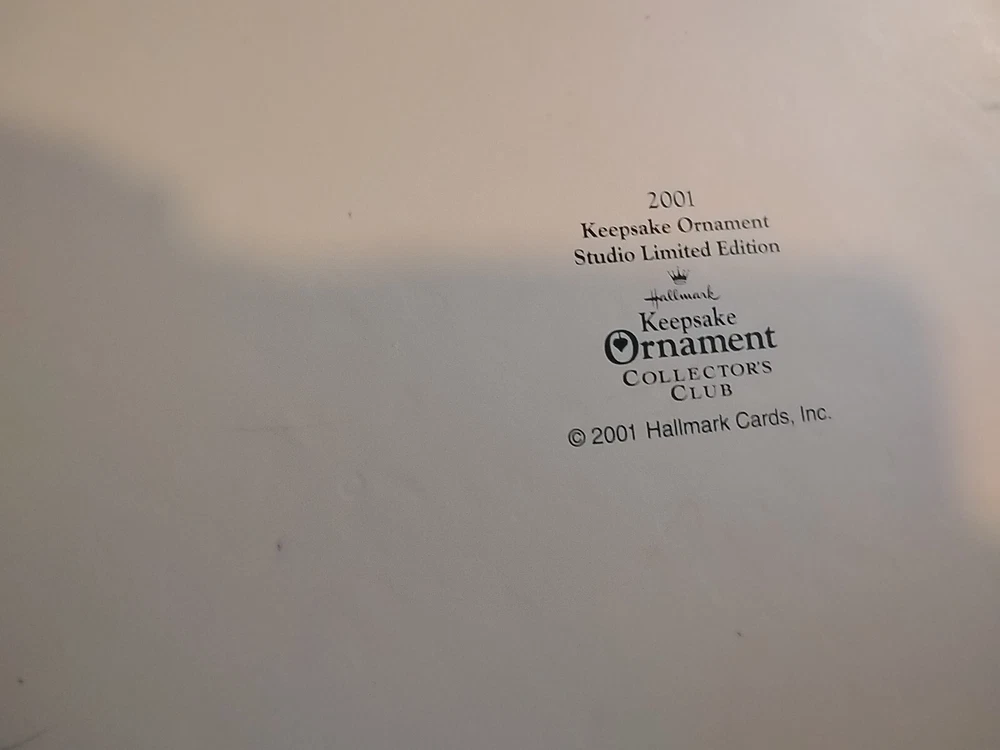 2001
Keepsake Ornament
Studio Limited Edition
Hallmark
Keepsake
Ornament
COLLECTOR'S
CLUB
© 2001 Hallmark Cards, Inc.